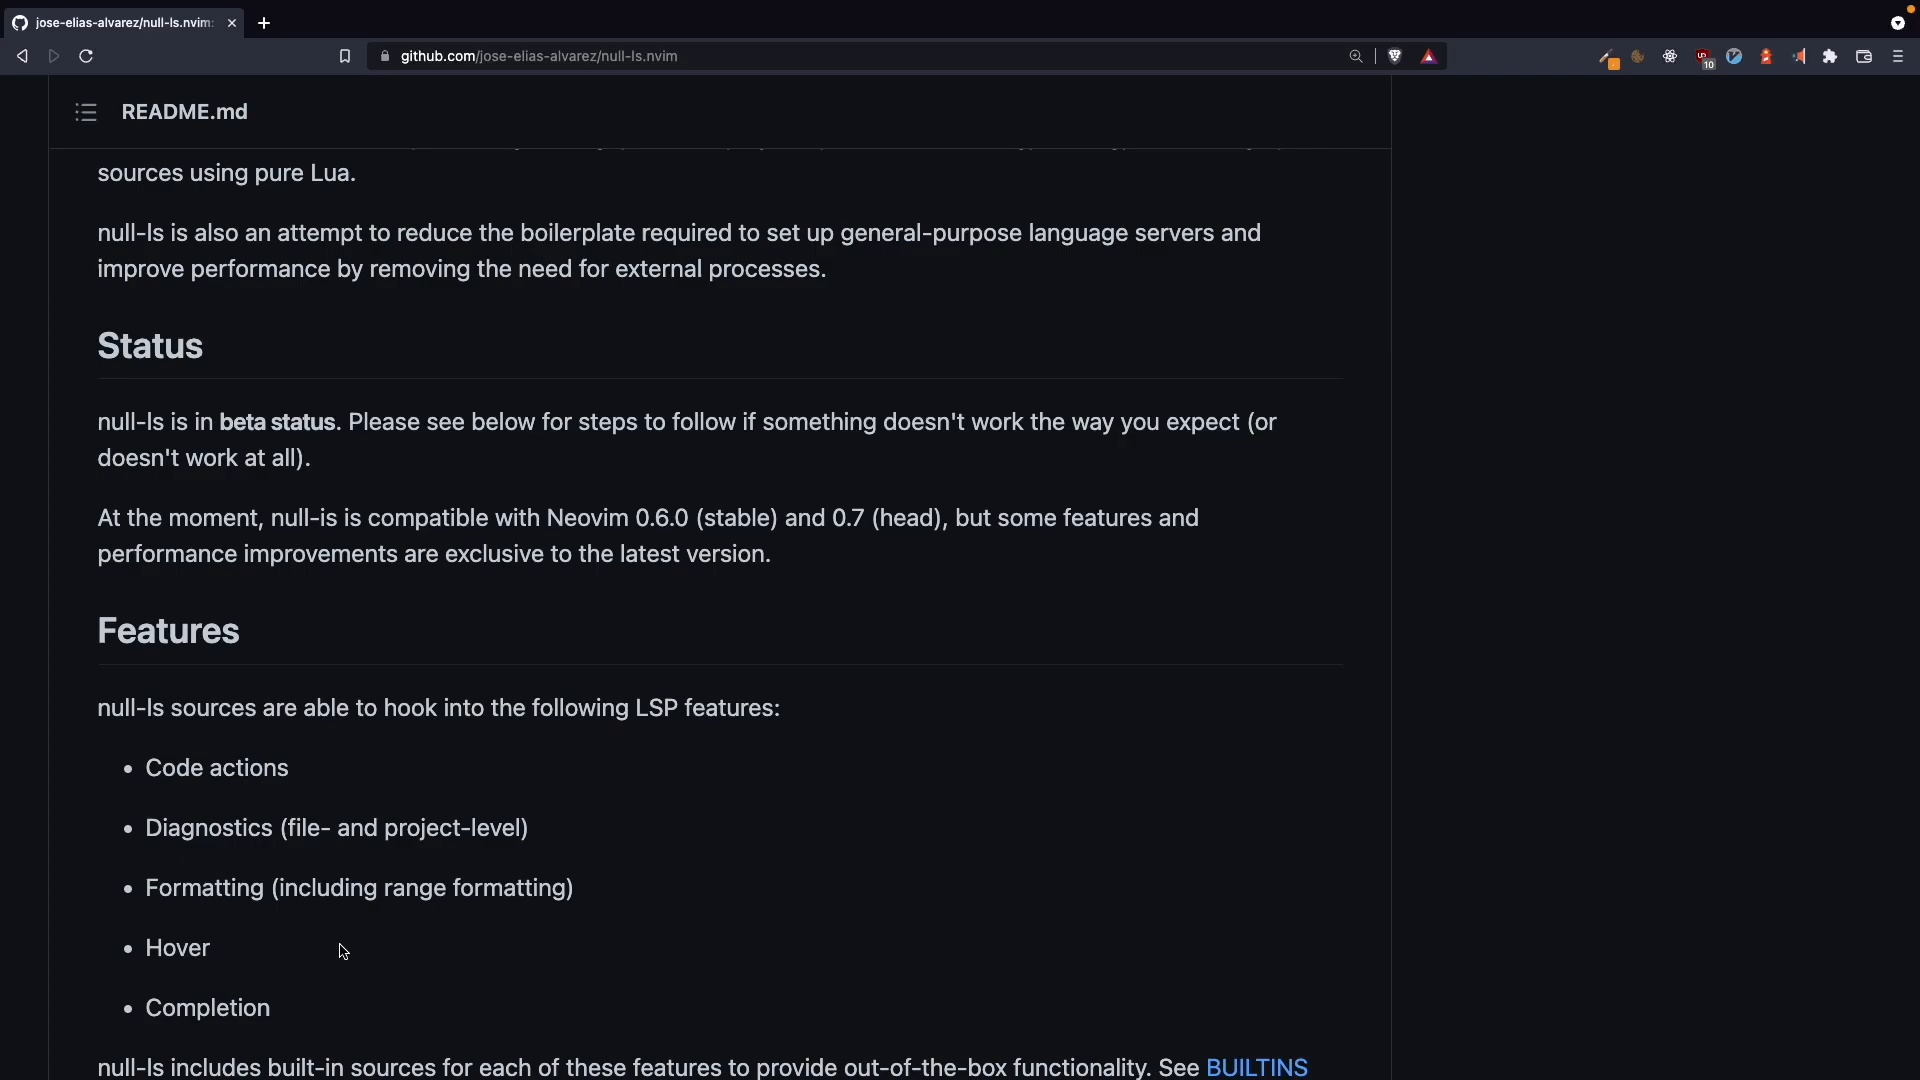 jose-elias-alvarez/null-ls.nvim:
github.com/jose-elias-alvarez/null-ls.nvim
10
README.md
sources using pure Lua.
null-ls is also an attempt to reduce the boilerplate required to set up general-purpose language servers and
improve performance by removing the need for external processes.
Status
null-ls is in beta status. Please see below for steps to follow if something doesn't work the way you expect (or
doesn't work at all).
At the moment, null-is is compatible with Neovim 0.6.0 (stable) and 0.7 (head), but some features and
performance improvements are exclusive to the latest version.
Features
null-ls sources are able to hook into the following LSP features:
• Code actions
• Diagnostics (file- and project-level)
• Formatting (including range formatting)
• Hover
• Completion
null-ls includes built-in sources for each of these features to provide out-of-the-box functionality. See BUILTINS